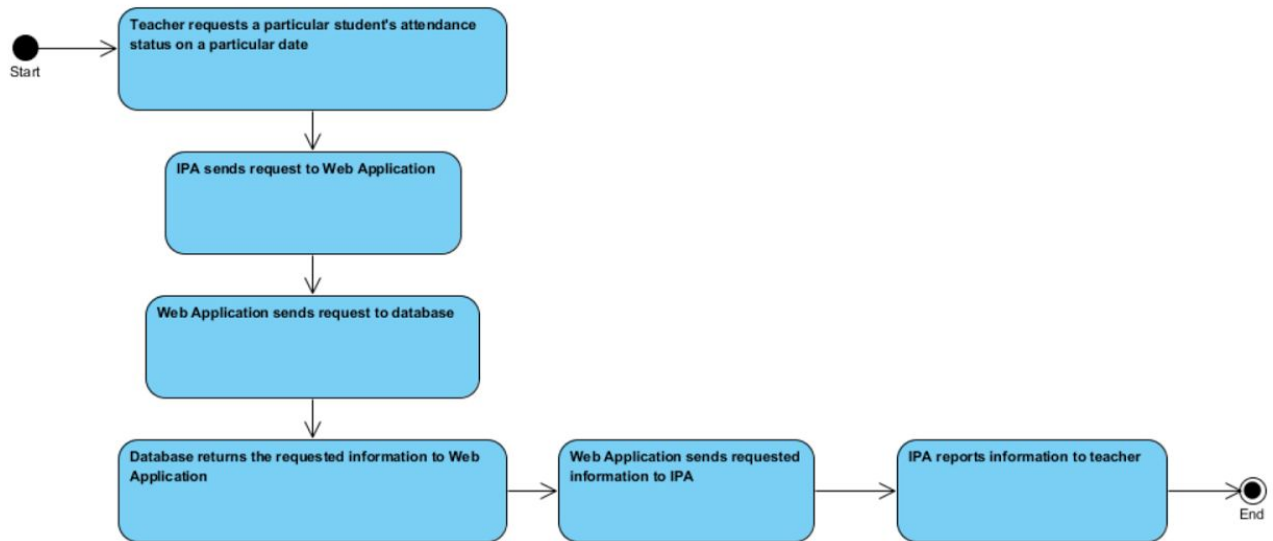 Teacher requests a particular student's attendance
status on a particular date
Start
IPA sends request to Web Application
Web Application sends request to database
Database returns the requested information to Web
Application
Web Application sends requested
information to IPA
IPA reports information to teacher
End